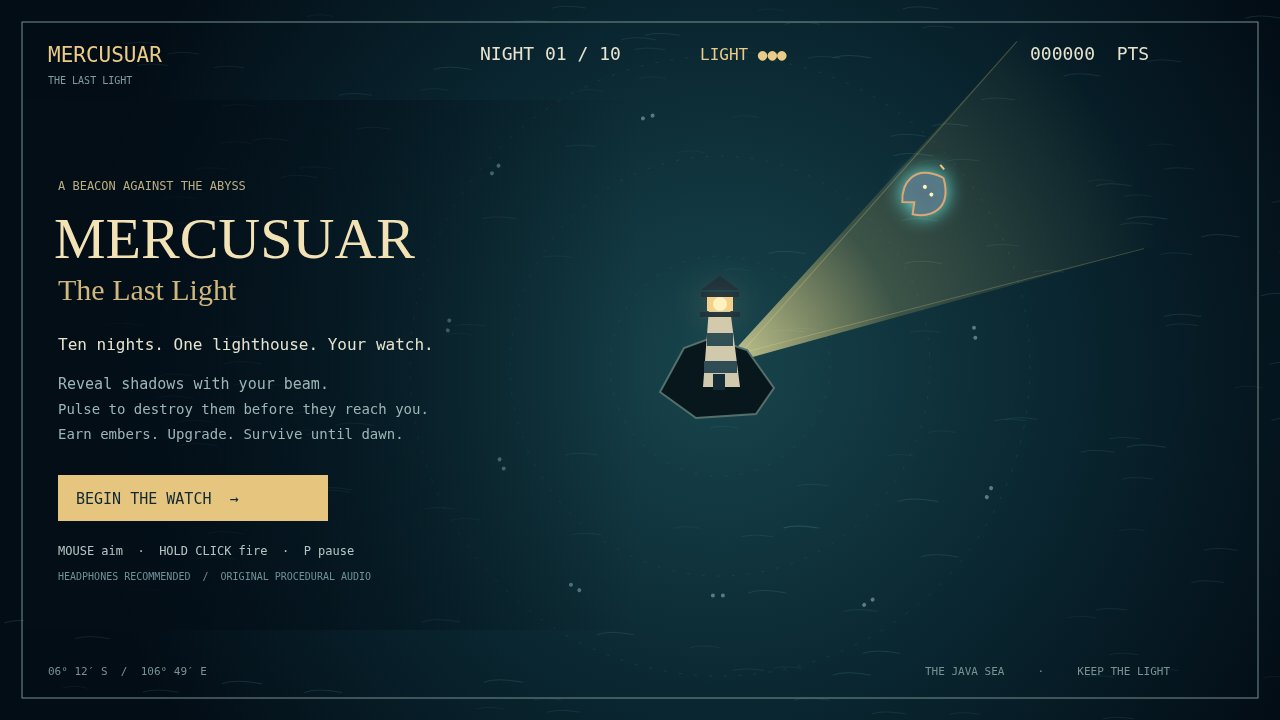 MERCUSUAR
THE LAST LIGHT
NIGHT 01 / 10
LIGHT ●●●
000000 PTS
A BEACON AGAINST THE ABYSS
MERCUSUAR
The Last Light
Ten nights. One lighthouse. Your watch.
Reveal shadows with your beam.
Pulse to destroy them before they reach you.
Earn embers. Upgrade. Survive until dawn.
BEGIN THE WATCH →
MOUSE aim · HOLD CLICK fire · P pause
HEADPHONES RECOMMENDED / ORIGINAL PROCEDURAL AUDIO
06° 12′ S / 106° 49′ E
THE JAVA SEA · KEEP THE LIGHT